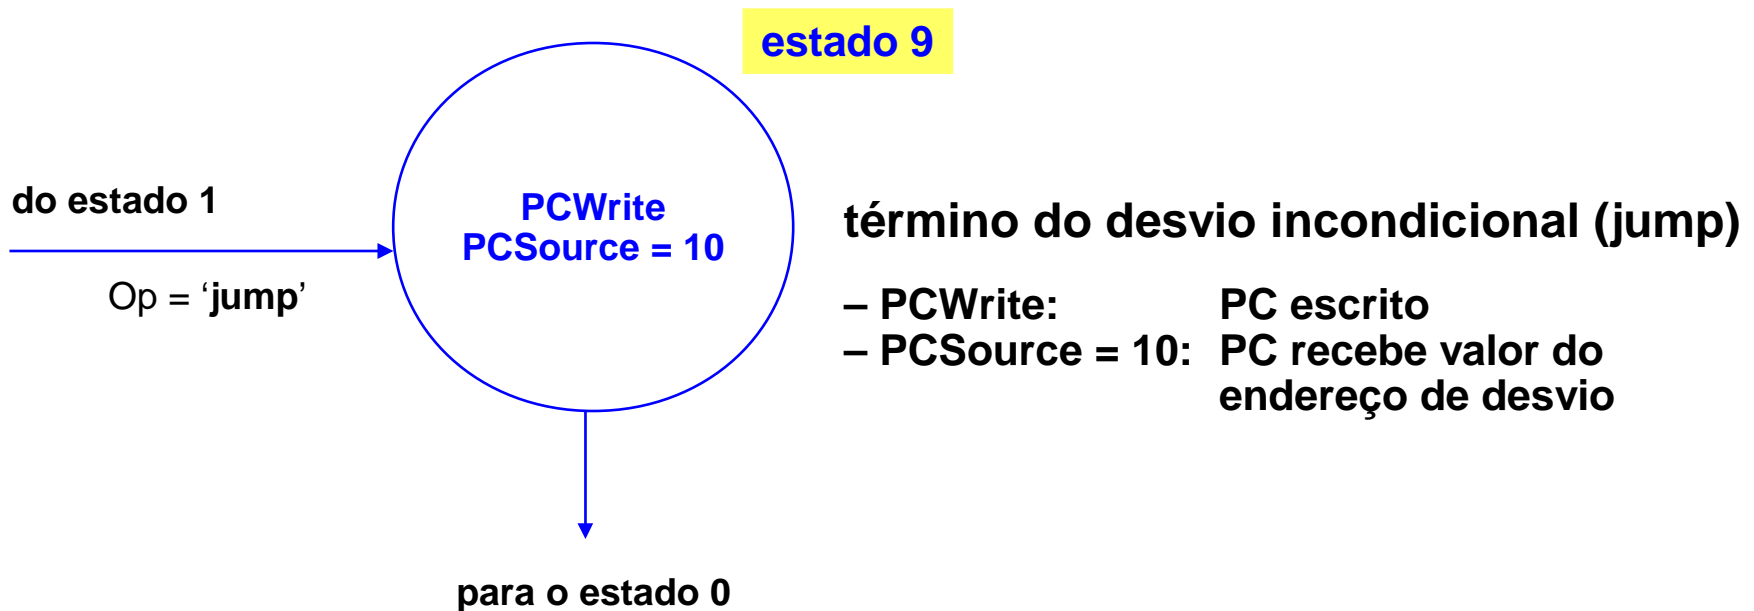 estado 9
do estado 1
Op = ‘jump’
PCWrite
PCSource = 10
término do desvio incondicional (jump)
– PCWrite: PC escrito
– PCSource = 10: PC recebe valor do
endereço de desvio
para o estado 0